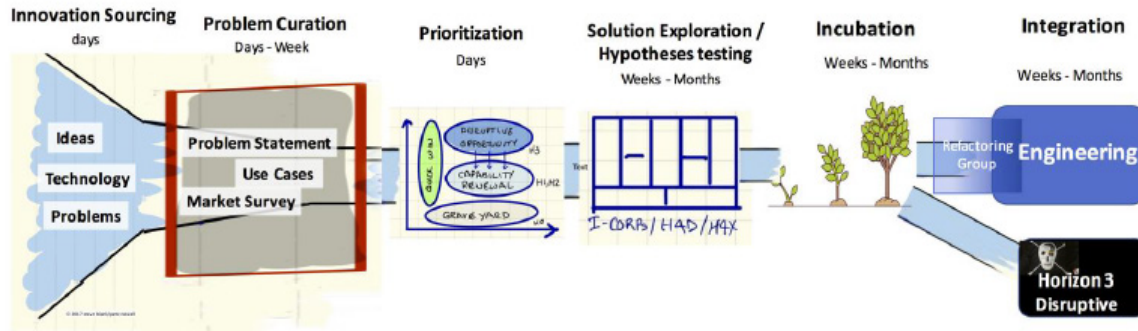 Innovation Sourcing
days
Ideas
Technology
Problems
Problem Curation
Days - Week
Problem Statement
Use Cases
Market Survey
Prioritization
Days
QUICK WIN
DISRUPTIVE
OPPORTUNITY
H3
CAPABILITY
RENEWAL
H1,H2
GRAVEYARD
Text
Solution Exploration /
Hypotheses testing
Weeks - Months
I-CORPS/H4D/H4X
Incubation
Weeks - Months
Integration
Weeks - Months
Refactoring
Group
Engineering
Horizon 3
Disruptive